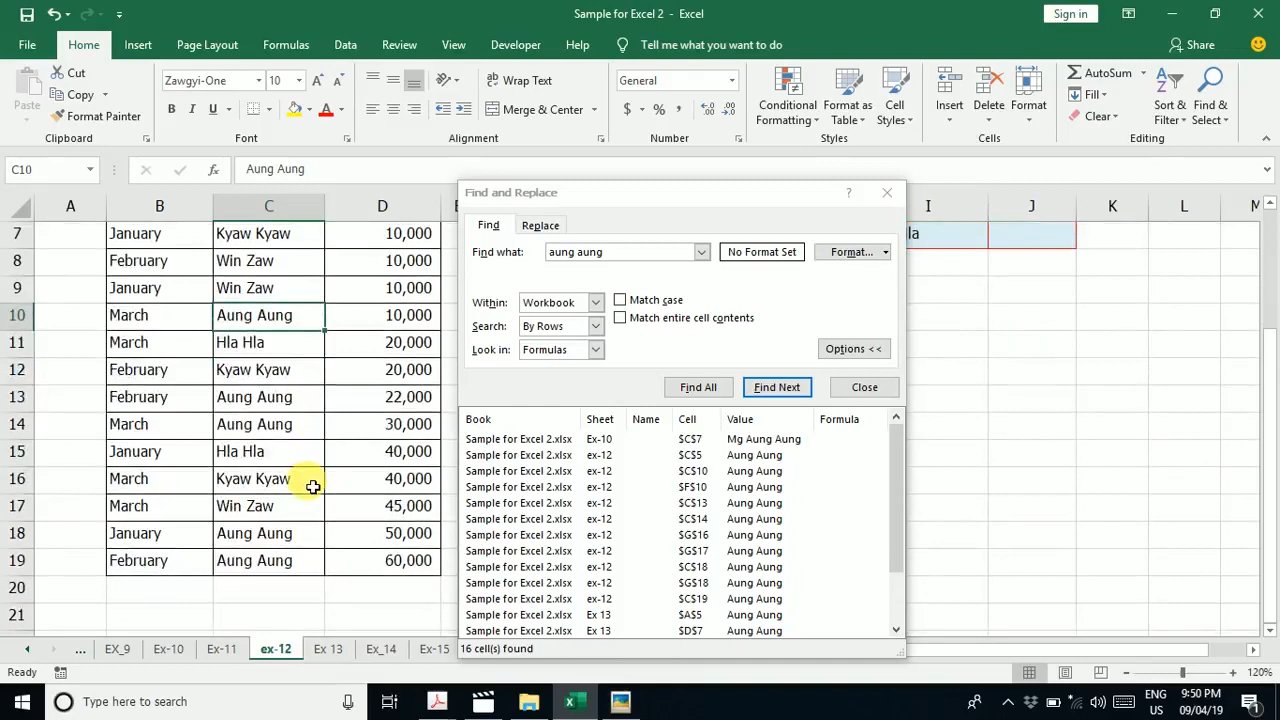 Sample for Excel 2 - Excel
Sign in
File Home Insert Page Layout Formulas Data Review View Developer Help Tell me what you want to do Share
Paste
Cut
Copy
Format Painter
Clipboard
Zawgyi-One 10
B I U
Font
Wrap Text
Merge & Center
Alignment
General
$ % ,
Number
Conditional Formatting
Format as Table
Cell Styles
Styles
Insert Delete Format
Cells
AutoSum
Fill
Clear
Sort & Filter
Find & Select
Editing
C10 fx Aung Aung
A B C D E I J K L M
7 January Kyaw Kyaw 10,000 la
8 February Win Zaw 10,000
9 January Win Zaw 10,000
10 March Aung Aung 10,000
11 March Hla Hla 20,000
12 February Kyaw Kyaw 20,000
13 February Aung Aung 22,000
14 March Aung Aung 30,000
15 January Hla Hla 40,000
16 March Kyaw Kyaw 40,000
17 March Win Zaw 45,000
18 January Aung Aung 50,000
19 February Aung Aung 60,000
20
21
Find and Replace ?
Find Replace
Find what: aung aung No Format Set Format...
Within: Workbook Match case
Search: By Rows Match entire cell contents
Look in: Formulas Options <<
Find All Find Next Close
Book Sheet Name Cell Value Formula
Sample for Excel 2.xlsx Ex-10 $C$7 Mg Aung Aung
Sample for Excel 2.xlsx ex-12 $C$5 Aung Aung
Sample for Excel 2.xlsx ex-12 $C$10 Aung Aung
Sample for Excel 2.xlsx ex-12 $F$10 Aung Aung
Sample for Excel 2.xlsx ex-12 $C$13 Aung Aung
Sample for Excel 2.xlsx ex-12 $C$14 Aung Aung
Sample for Excel 2.xlsx ex-12 $G$16 Aung Aung
Sample for Excel 2.xlsx ex-12 $G$17 Aung Aung
Sample for Excel 2.xlsx ex-12 $C$18 Aung Aung
Sample for Excel 2.xlsx ex-12 $G$18 Aung Aung
Sample for Excel 2.xlsx ex-12 $C$19 Aung Aung
Sample for Excel 2.xlsx Ex 13 $A$5 Aung Aung
Sample for Excel 2.xlsx Ex 13 $D$7 Aung Aung
16 cell(s) found
... EX_9 Ex-10 Ex-11 ex-12 Ex 13 Ex_14 Ex-15
Ready 120%
Type here to search
ENG
US
9:50 PM
09/04/19